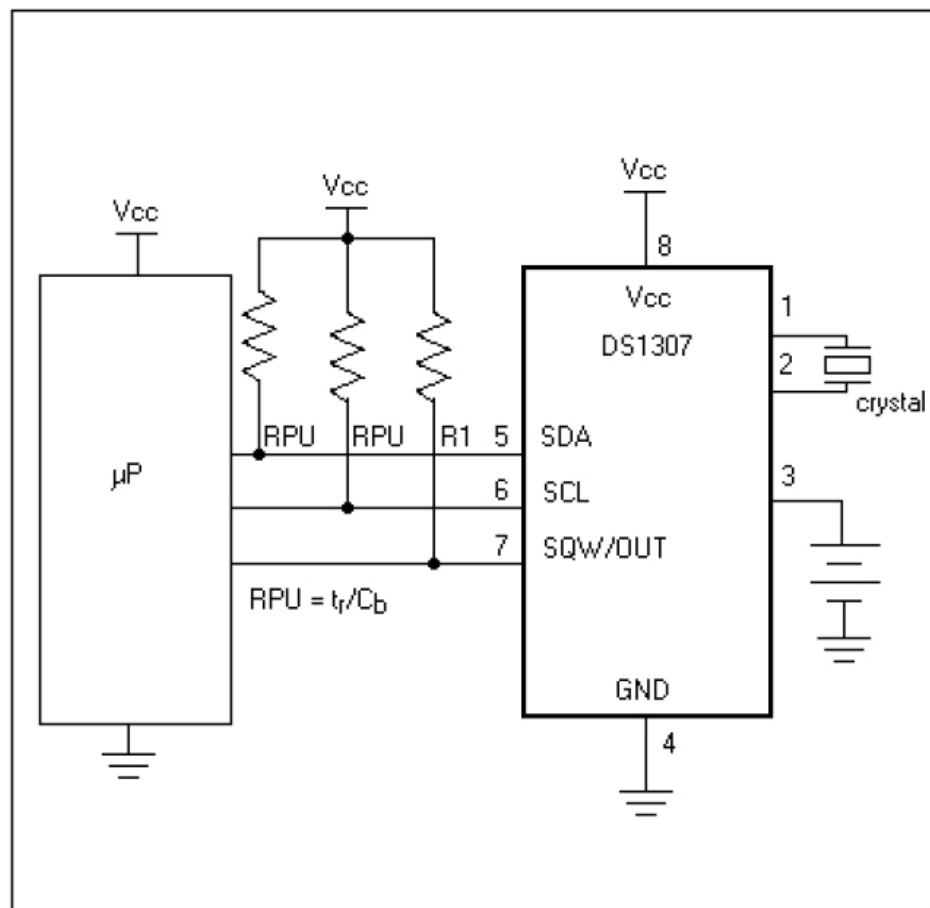 Vcc
Vcc
Vcc
8
Vcc
DS1307
1
2
crystal
RPU
RPU
R1
5
SDA
3
µP
6
SCL
7
SQW/OUT
RPU = tr/Cb
GND
4